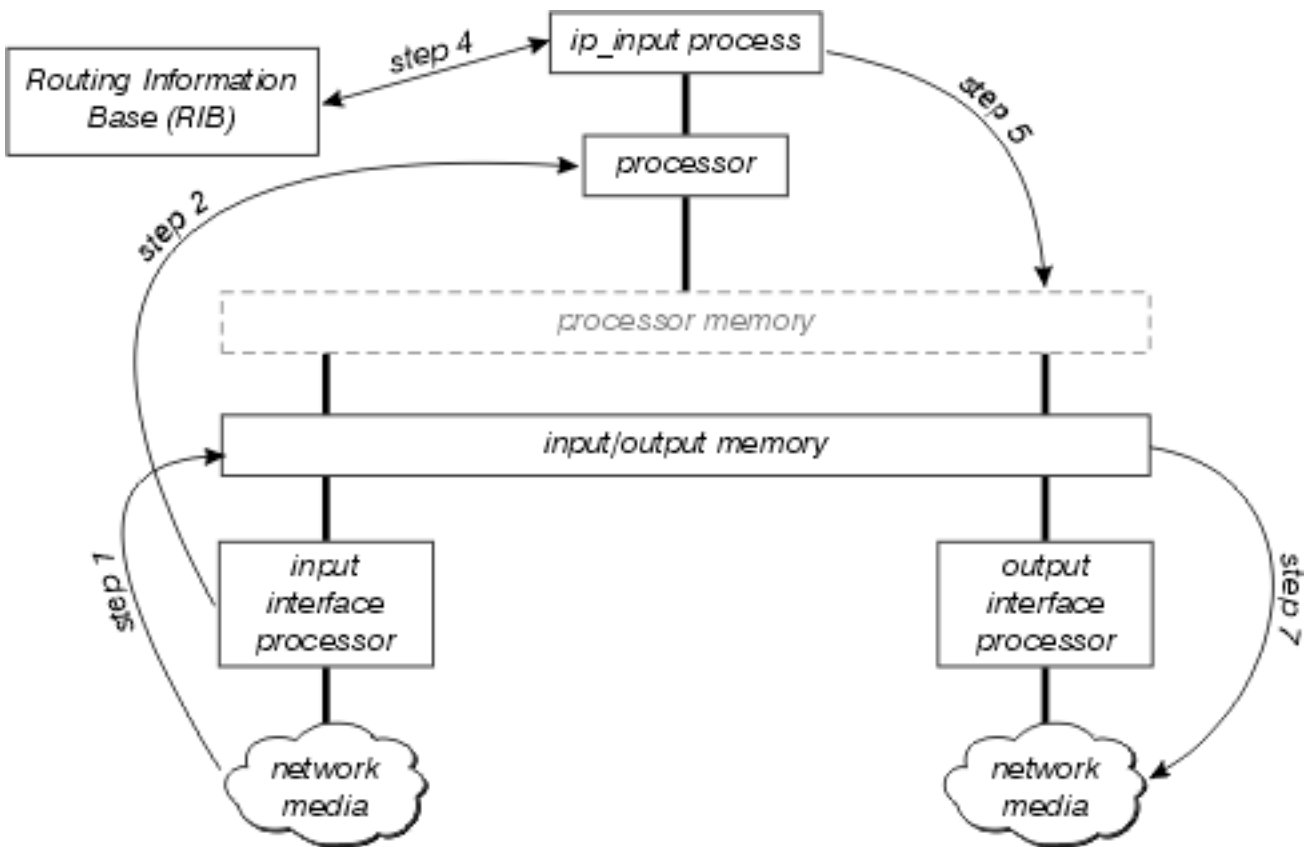 step 4
ip_input process
Routing Information
Base (RIB)
step 5
processor
step 2
processor memory
input/output memory
step 1
input
interface
processor
output
interface
processor
step 7
network
media
network
media